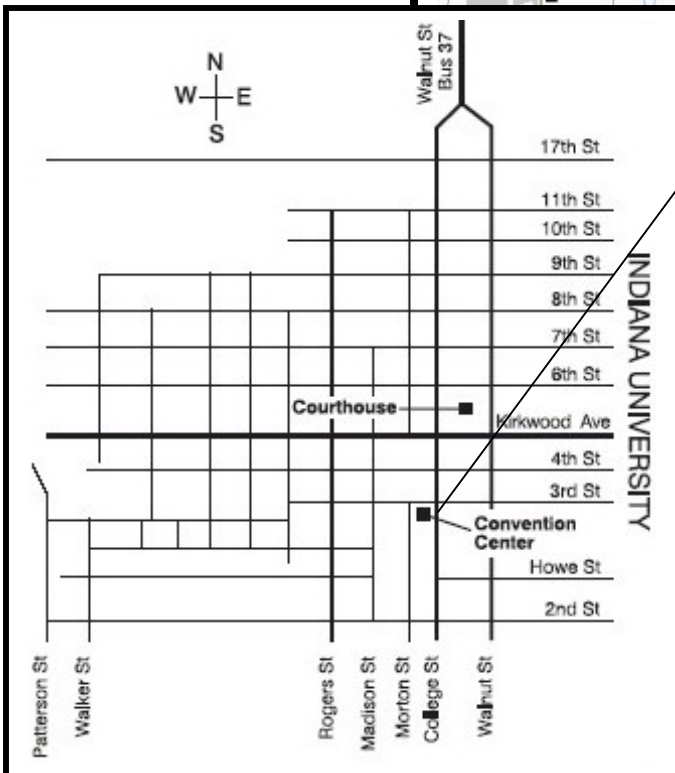 Walnut St
Bus 37
N
W E
S
17th St
11th St
10th St
9th St
8th St
7th St
6th St
Courthouse
Kirkwood Ave
4th St
3rd St
Convention
Center
Howe St
2nd St
INDIANA UNIVERSITY
Patterson St
Walker St
Rogers St
Madison St
Morton St
College St
Walnut St